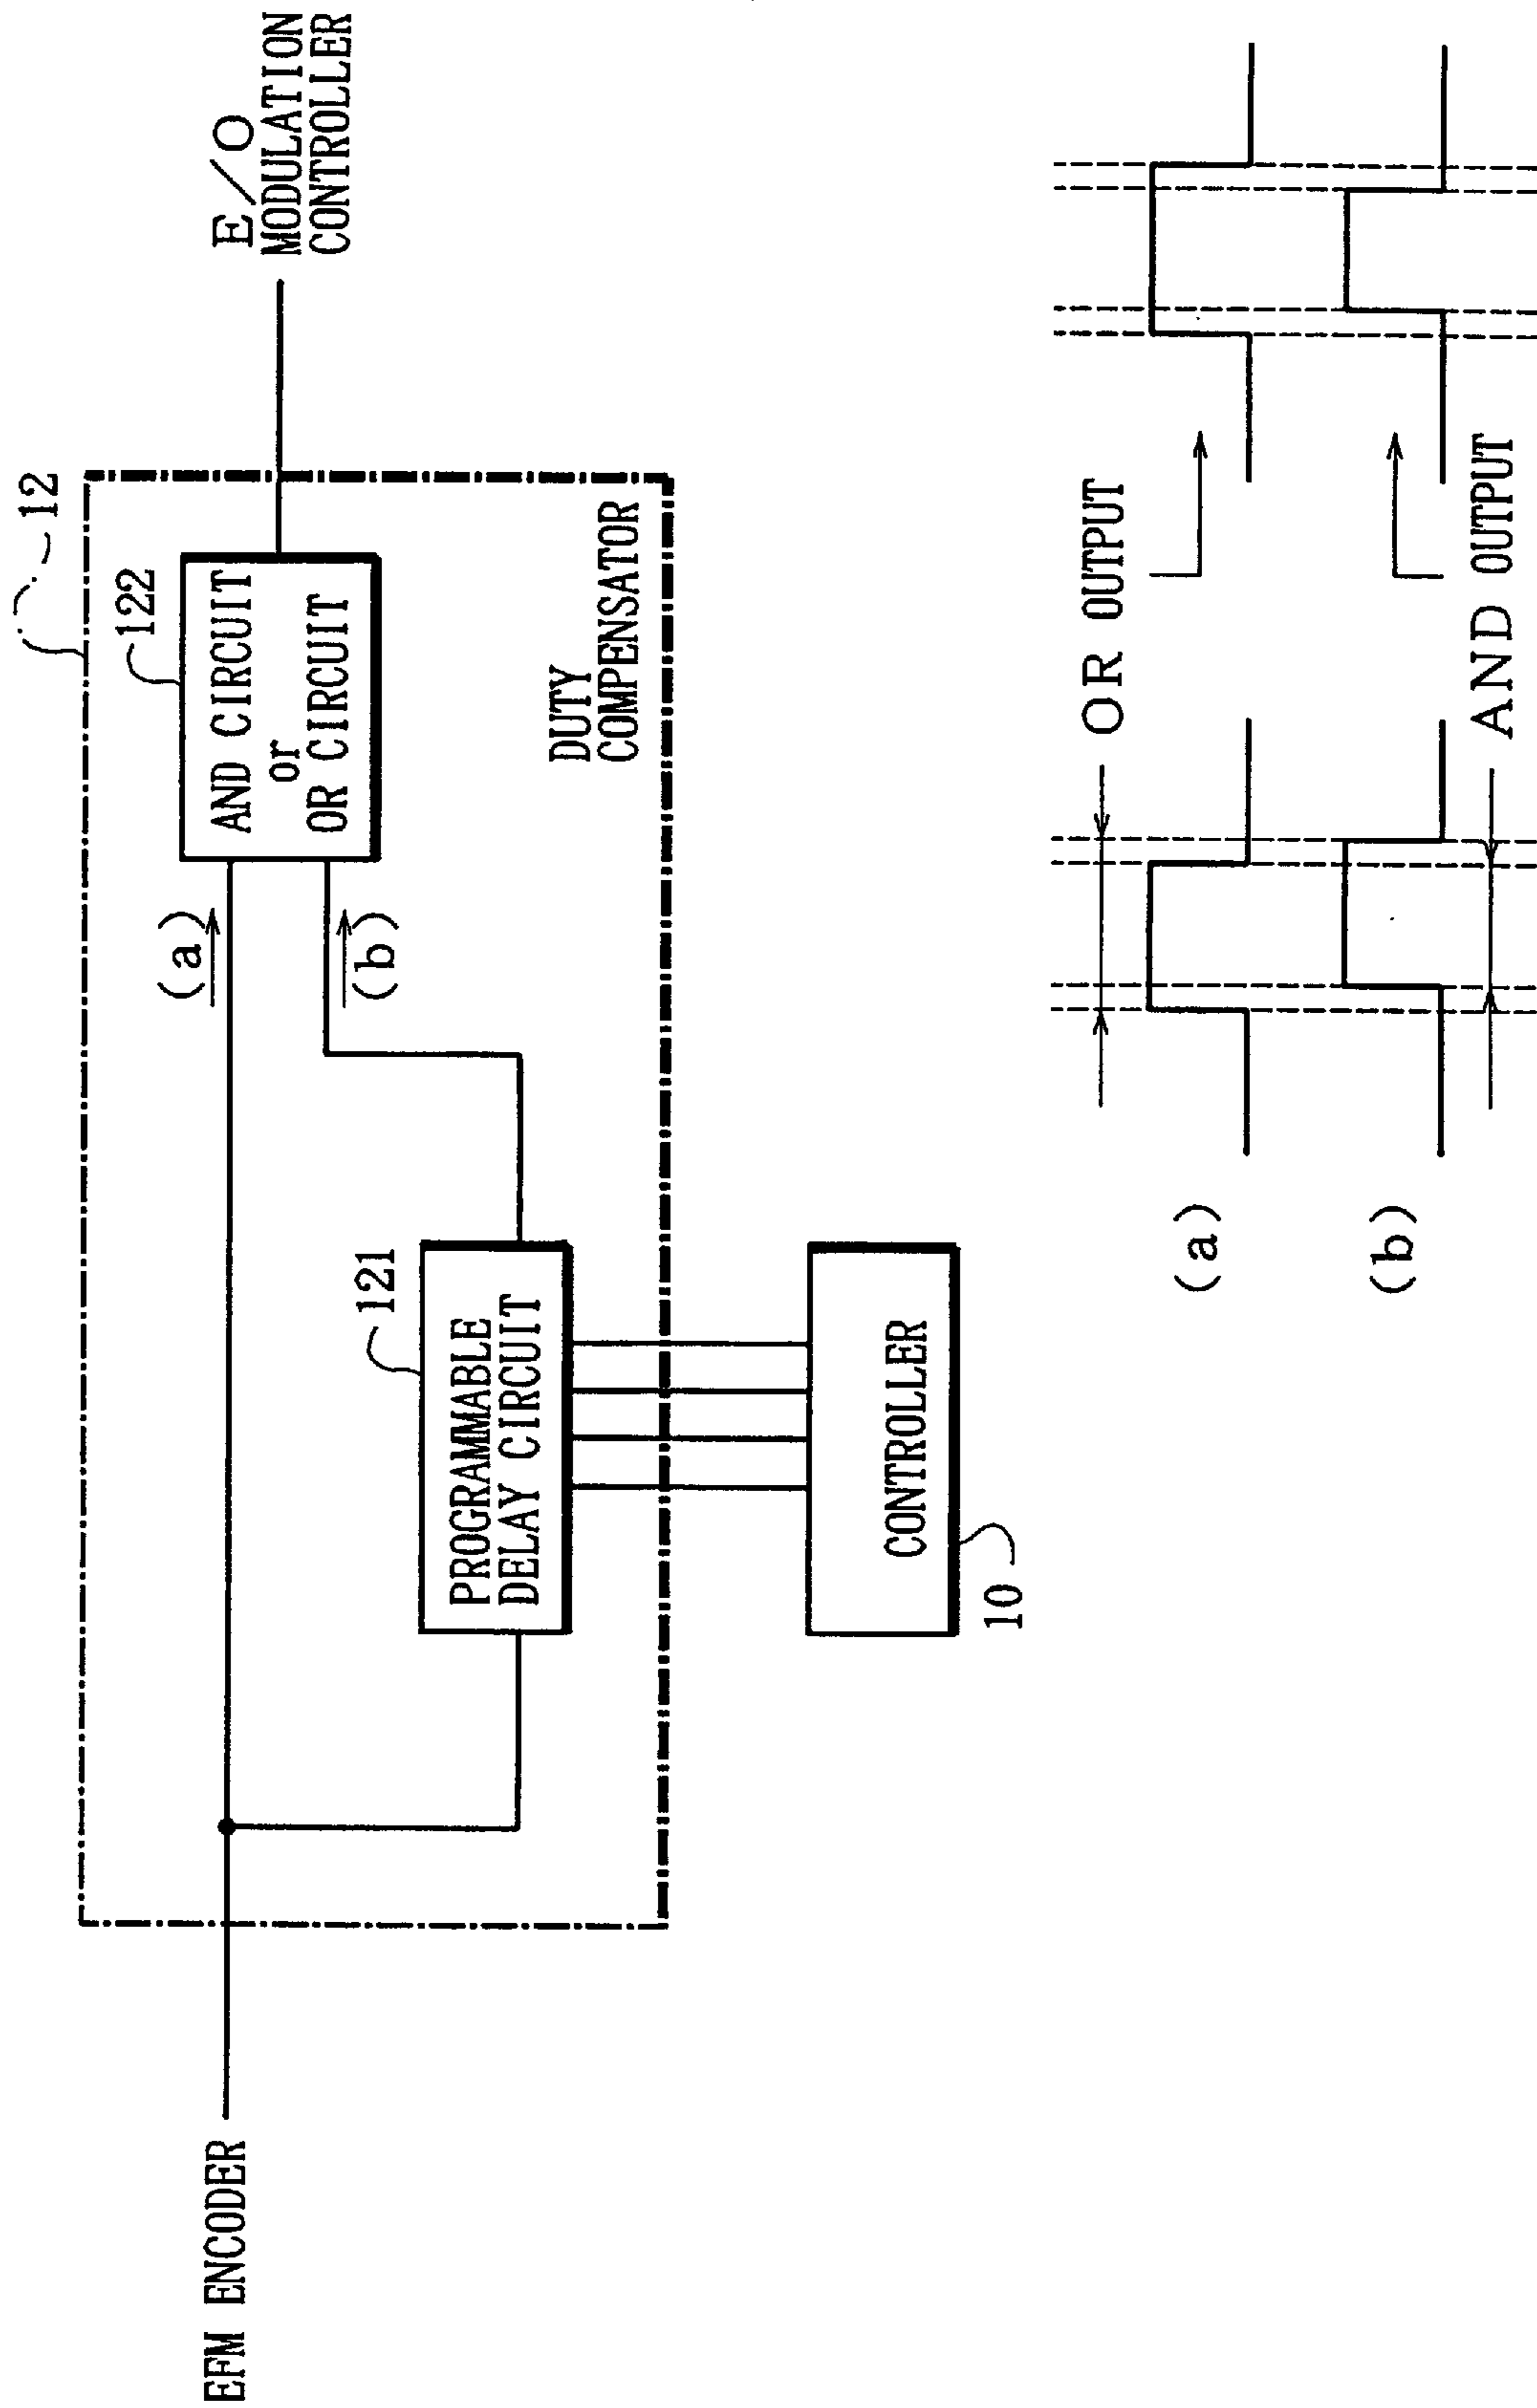 12
122
AND CIRCUIT
or
OR CIRCUIT
E/O
MODULATION
CONTROLLER
(a)
(b)
EFM ENCODER
121
PROGRAMMABLE
DELAY CIRCUIT
DUTY
COMPENSATOR
CONTROLLER
10
OR OUTPUT
(a)
(b)
AND OUTPUT